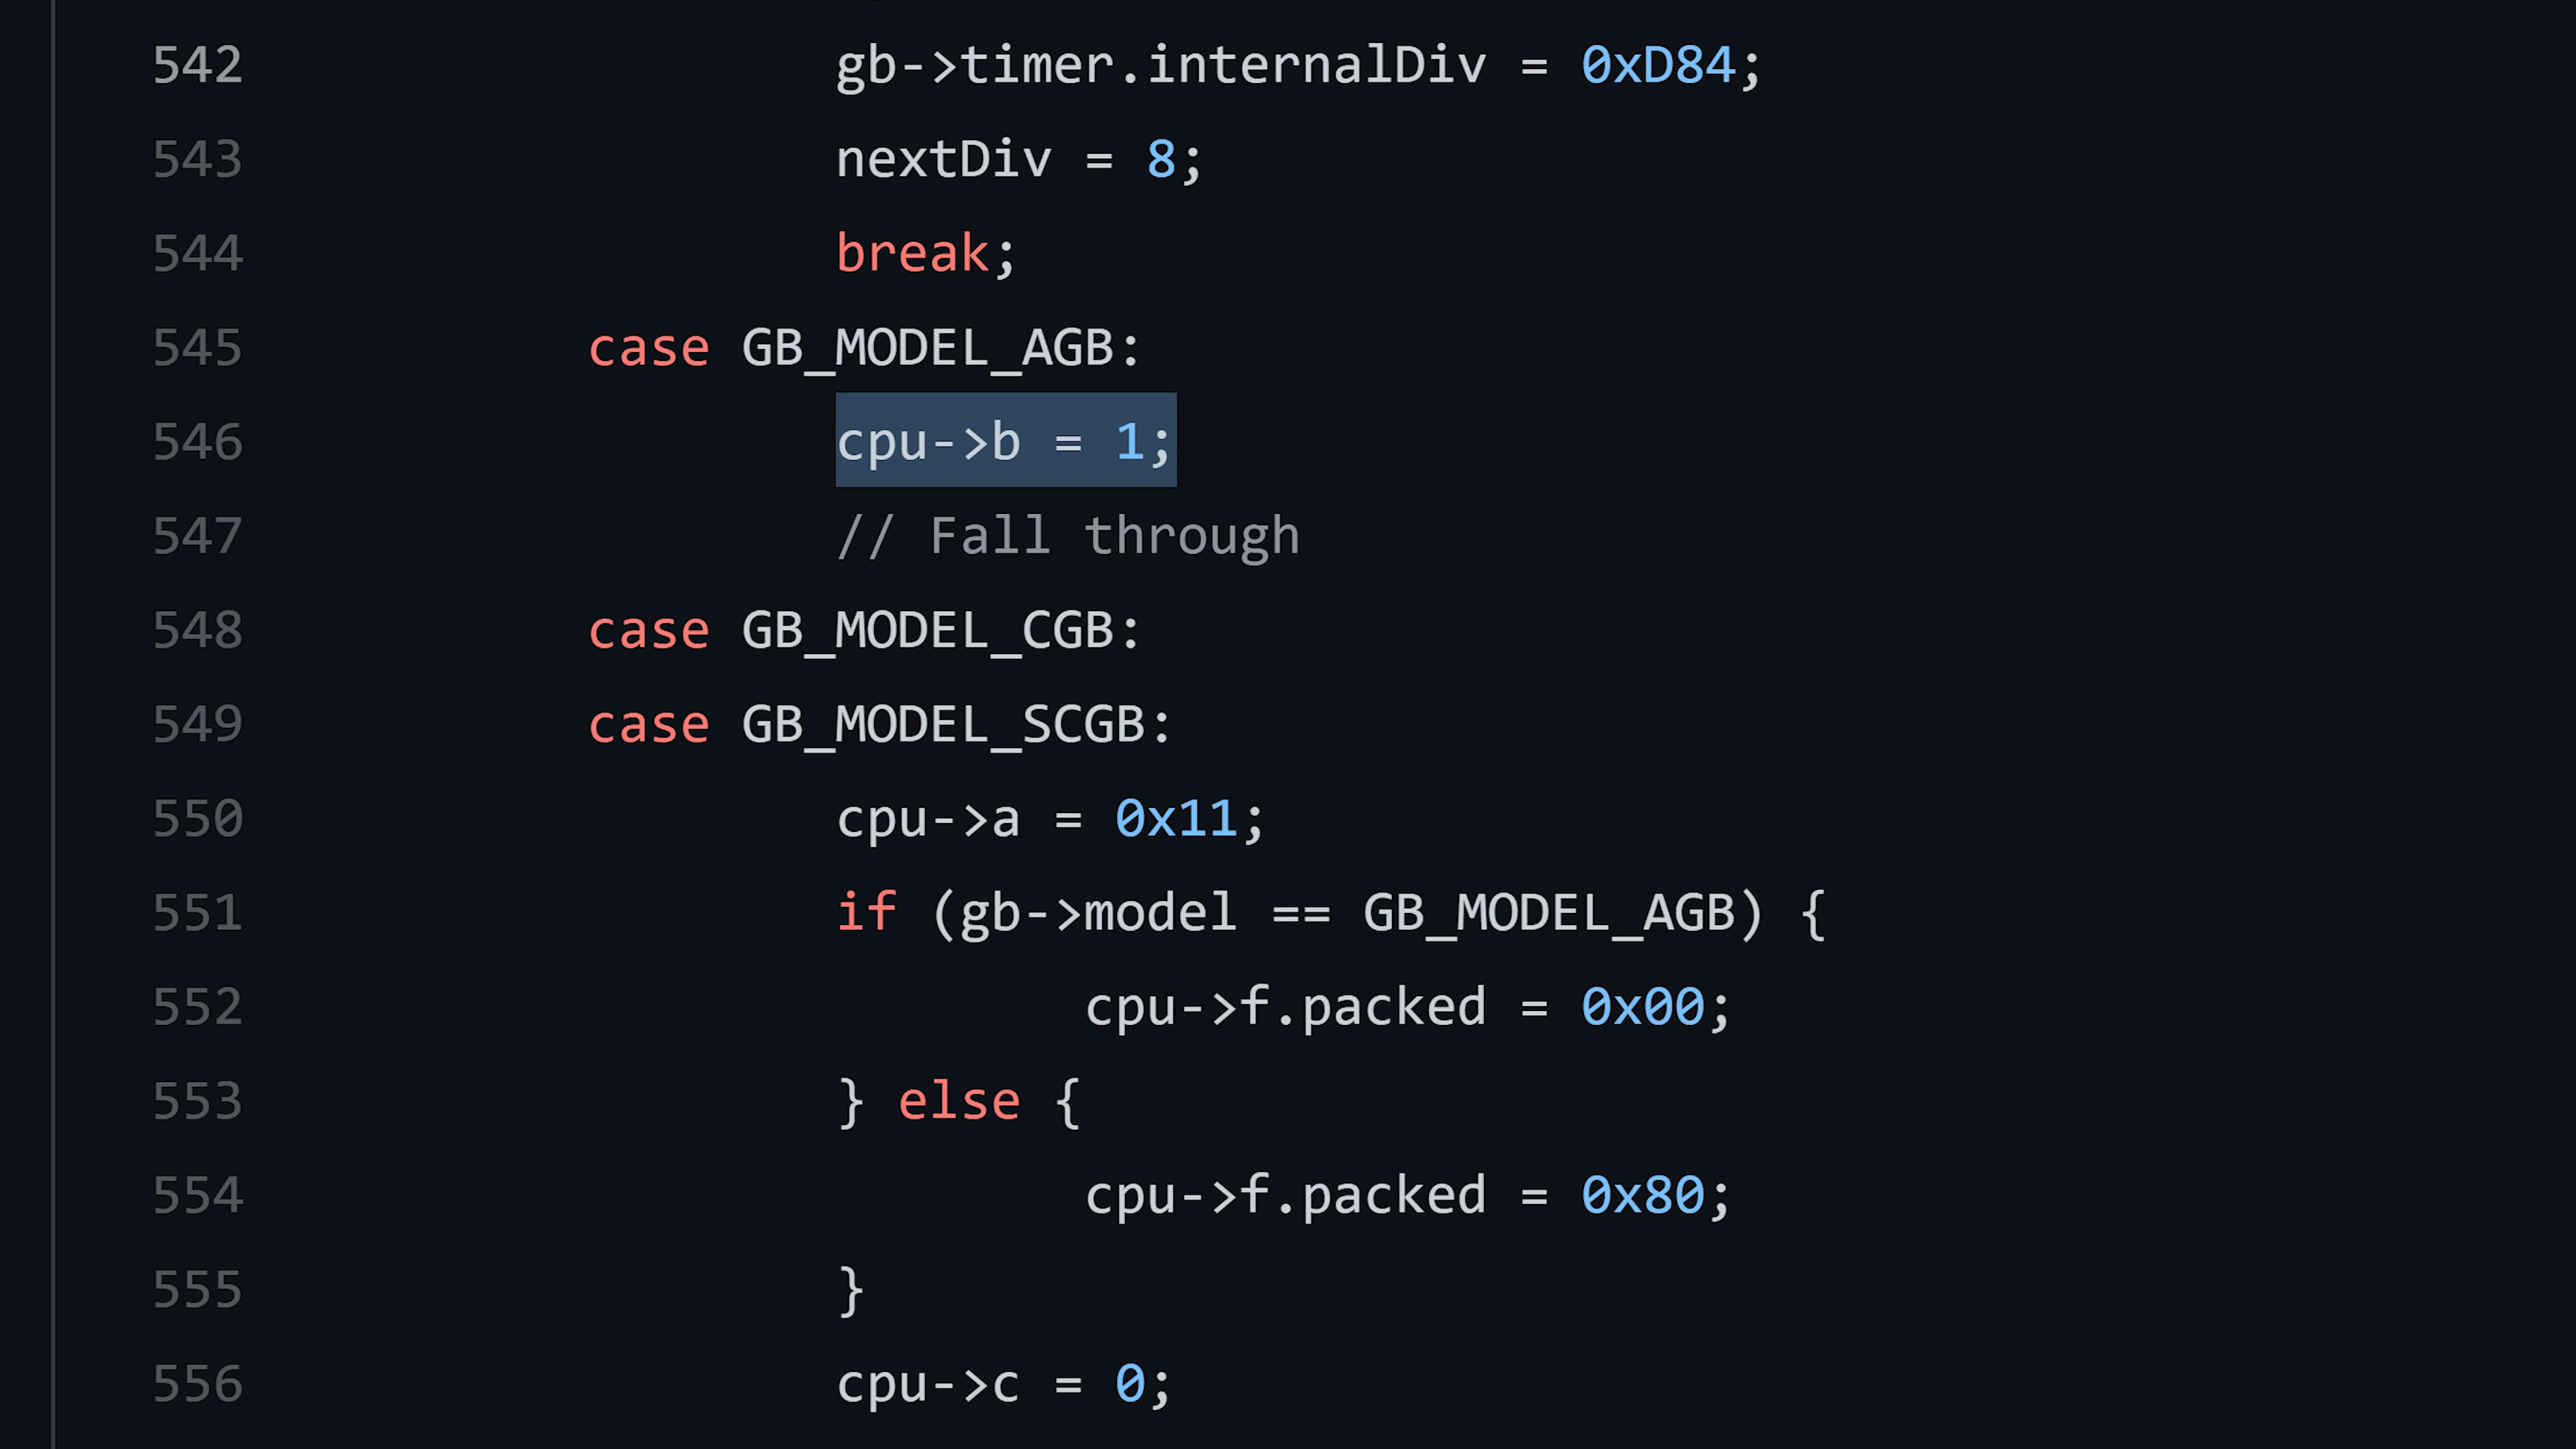 542 gb->timer.internalDiv = 0xD84;
543 nextDiv = 8;
544 break;
545 case GB_MODEL_AGB:
546 cpu->b = 1;
547 // Fall through
548 case GB_MODEL_CGB:
549 case GB_MODEL_SCGB:
550 cpu->a = 0x11;
551 if (gb->model == GB_MODEL_AGB) {
552 cpu->f.packed = 0x00;
553 } else {
554 cpu->f.packed = 0x80;
555 }
556 cpu->c = 0;